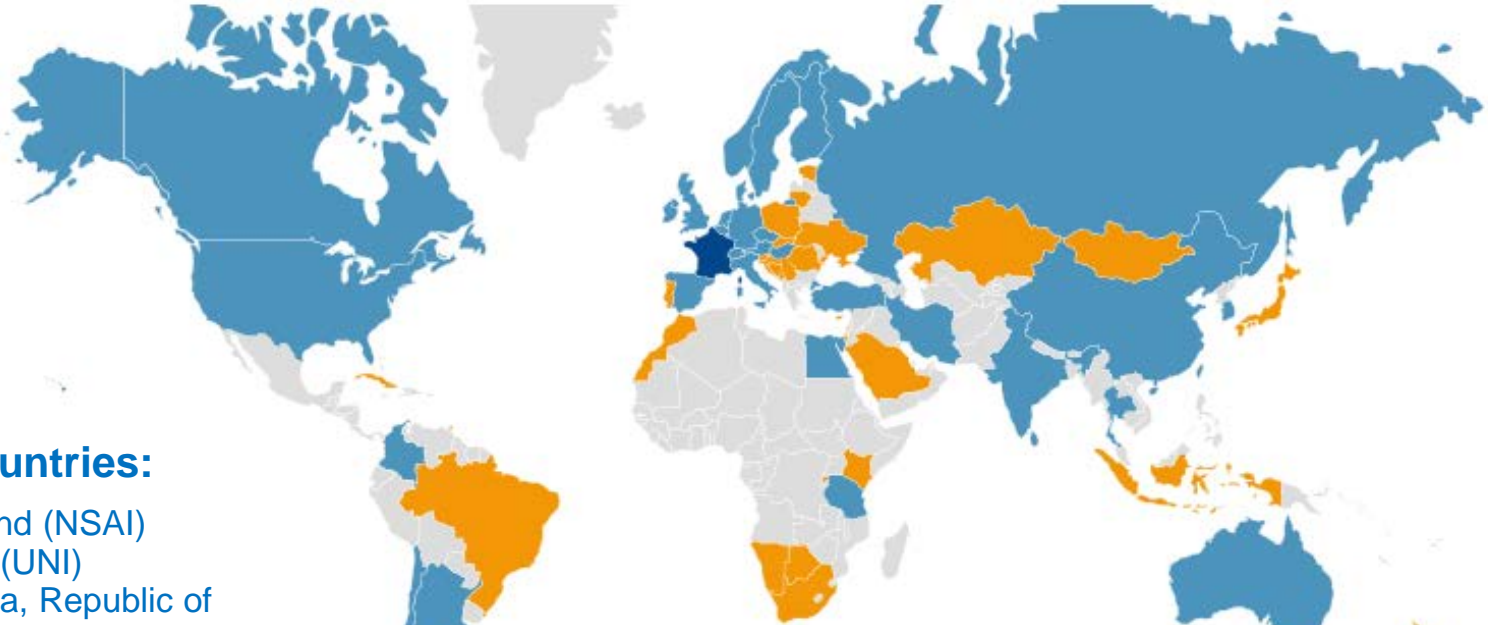 untries:
nd (NSAI)
(UNI)
a, Republic of